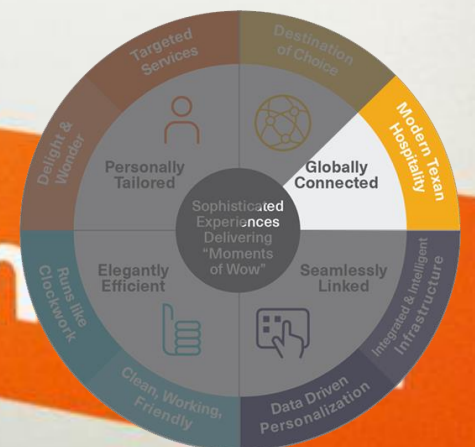 Targeted
Services
Destination
of Choice
Delight &
Wonder
Modern Texan
Hospitality
Personally
Tailored
Globally
Connected
Sophisticated
Experiences
Delivering
"Moments
of Wow"
Elegantly
Efficient
Seamlessly
Linked
Runs like
Clockwork
Integrated & Intelligent
Infrastructure
Clean, Working,
Friendly
Data Driven
Personalization